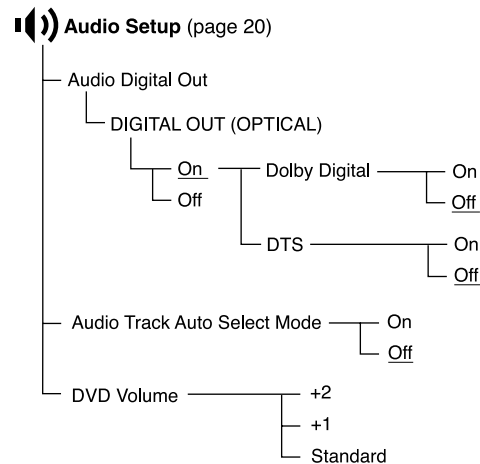 Audio Setup (page 20)
Audio Digital Out
DIGITAL OUT (OPTICAL)
On Dolby Digital On
Off Off
DTS On
Off
Audio Track Auto Select Mode On
Off
DVD Volume +2
+1
Standard